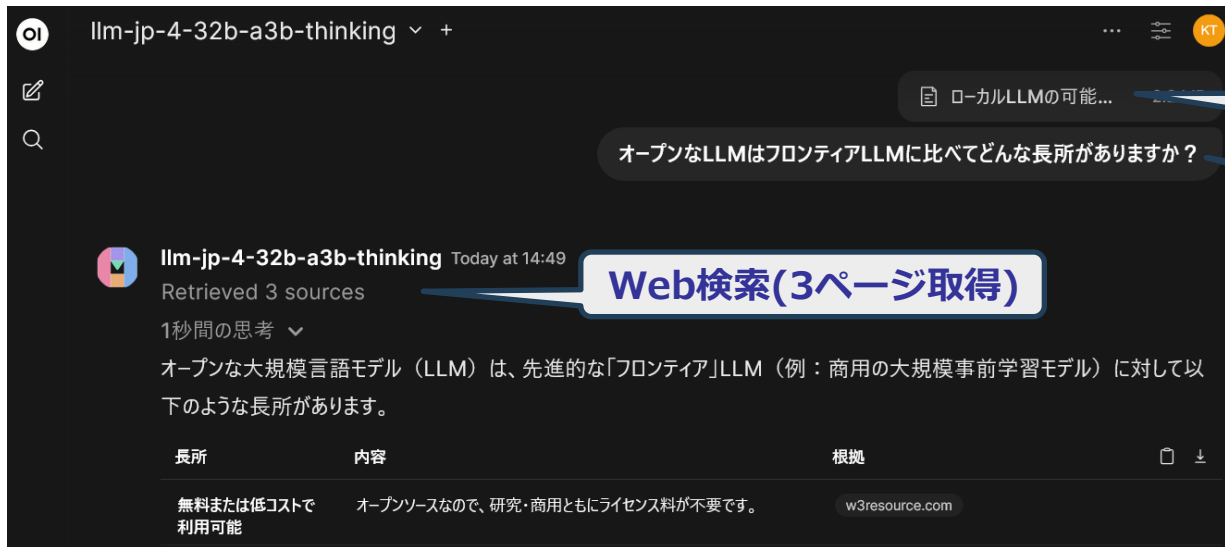 OI
llm-jp-4-32b-a3b-thinking
KT
ローカルLLMの可能...
オープンなLLMはフロンティアLLMに比べてどんな長所がありますか？
llm-jp-4-32b-a3b-thinking Today at 14:49
Web検索(3ページ取得)
Retrieved 3 sources
1秒間の思考
オープンな大規模言語モデル（LLM）は、先進的な「フロンティア」LLM（例：商用の大規模事前学習モデル）に対して以
下のような長所があります。
長所 内容 根拠
無料または低コストで 利用可能 オープンソースなので、研究・商用ともにライセンス料が不要です。 w3resource.com